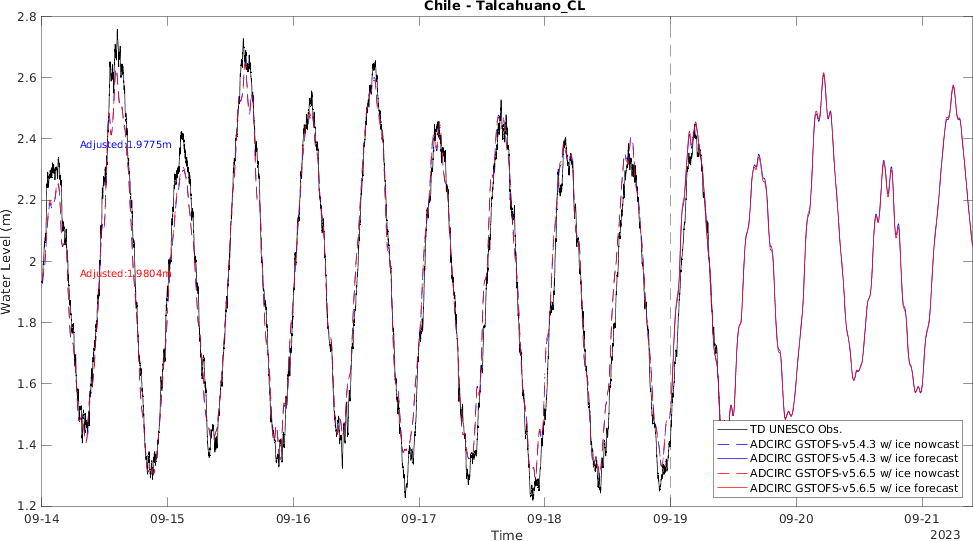 Chile - Talcahuano_CL
2.8
2.6
2.4
2.2
2
1.8
1.6
1.4
1.2
Water Level (m)
Adjusted:1.9775m
Adjusted:1.9804m
TD UNESCO Obs.
ADCIRC GSTOFS-v5.4.3 w/ ice nowcast
ADCIRC GSTOFS-v5.4.3 w/ ice forecast
ADCIRC GSTOFS-v5.6.5 w/ ice nowcast
ADCIRC GSTOFS-v5.6.5 w/ ice forecast
09-14 09-15 09-16 09-17 09-18 09-19 09-20 09-21
Time
2023